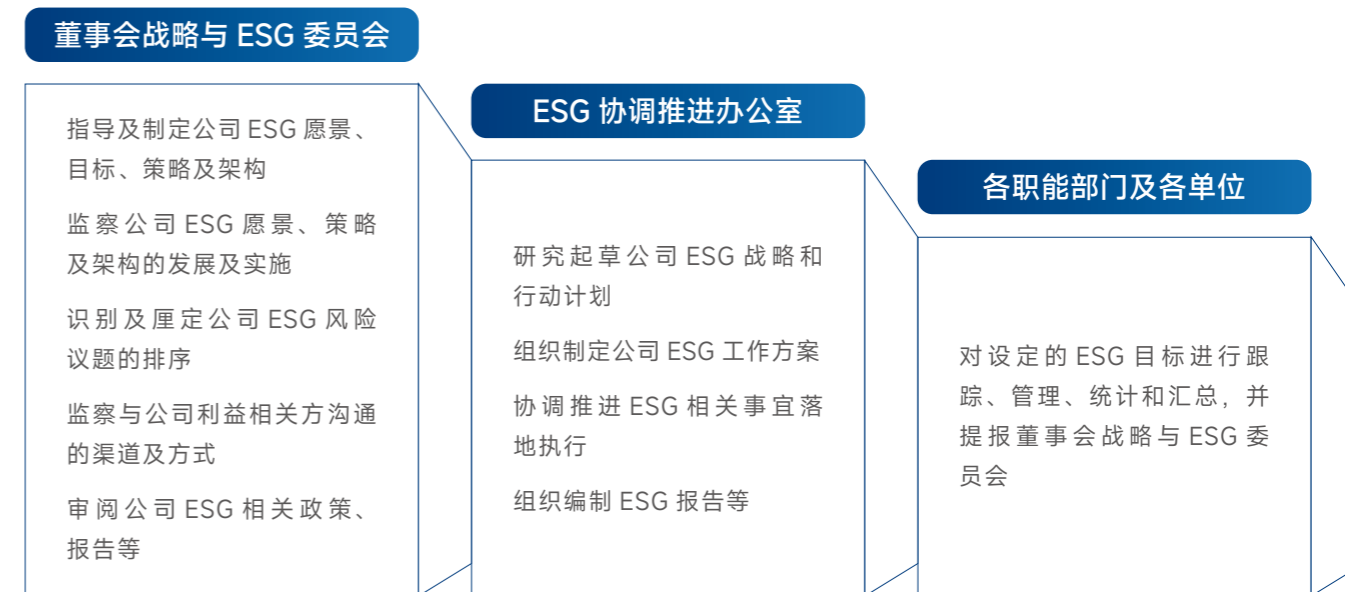 董事会战略与 ESG 委员会
指导及制定公司 ESG 愿景、
目标、策略及架构
监察公司 ESG 愿景、策略
及架构的发展及实施
识别及厘定公司 ESG 风险
议题的排序
监察与公司利益相关方沟通
的渠道及方式
审阅公司 ESG 相关政策、
报告等
ESG 协调推进办公室
研究起草公司 ESG 战略和
行动计划
组织制定公司 ESG 工作方案
协调推进 ESG 相关事宜落
地执行
组织编制 ESG 报告等
各职能部门及各单位
对设定的 ESG 目标进行跟
踪、管理、统计和汇总，并
提报董事会战略与 ESG 委
员会